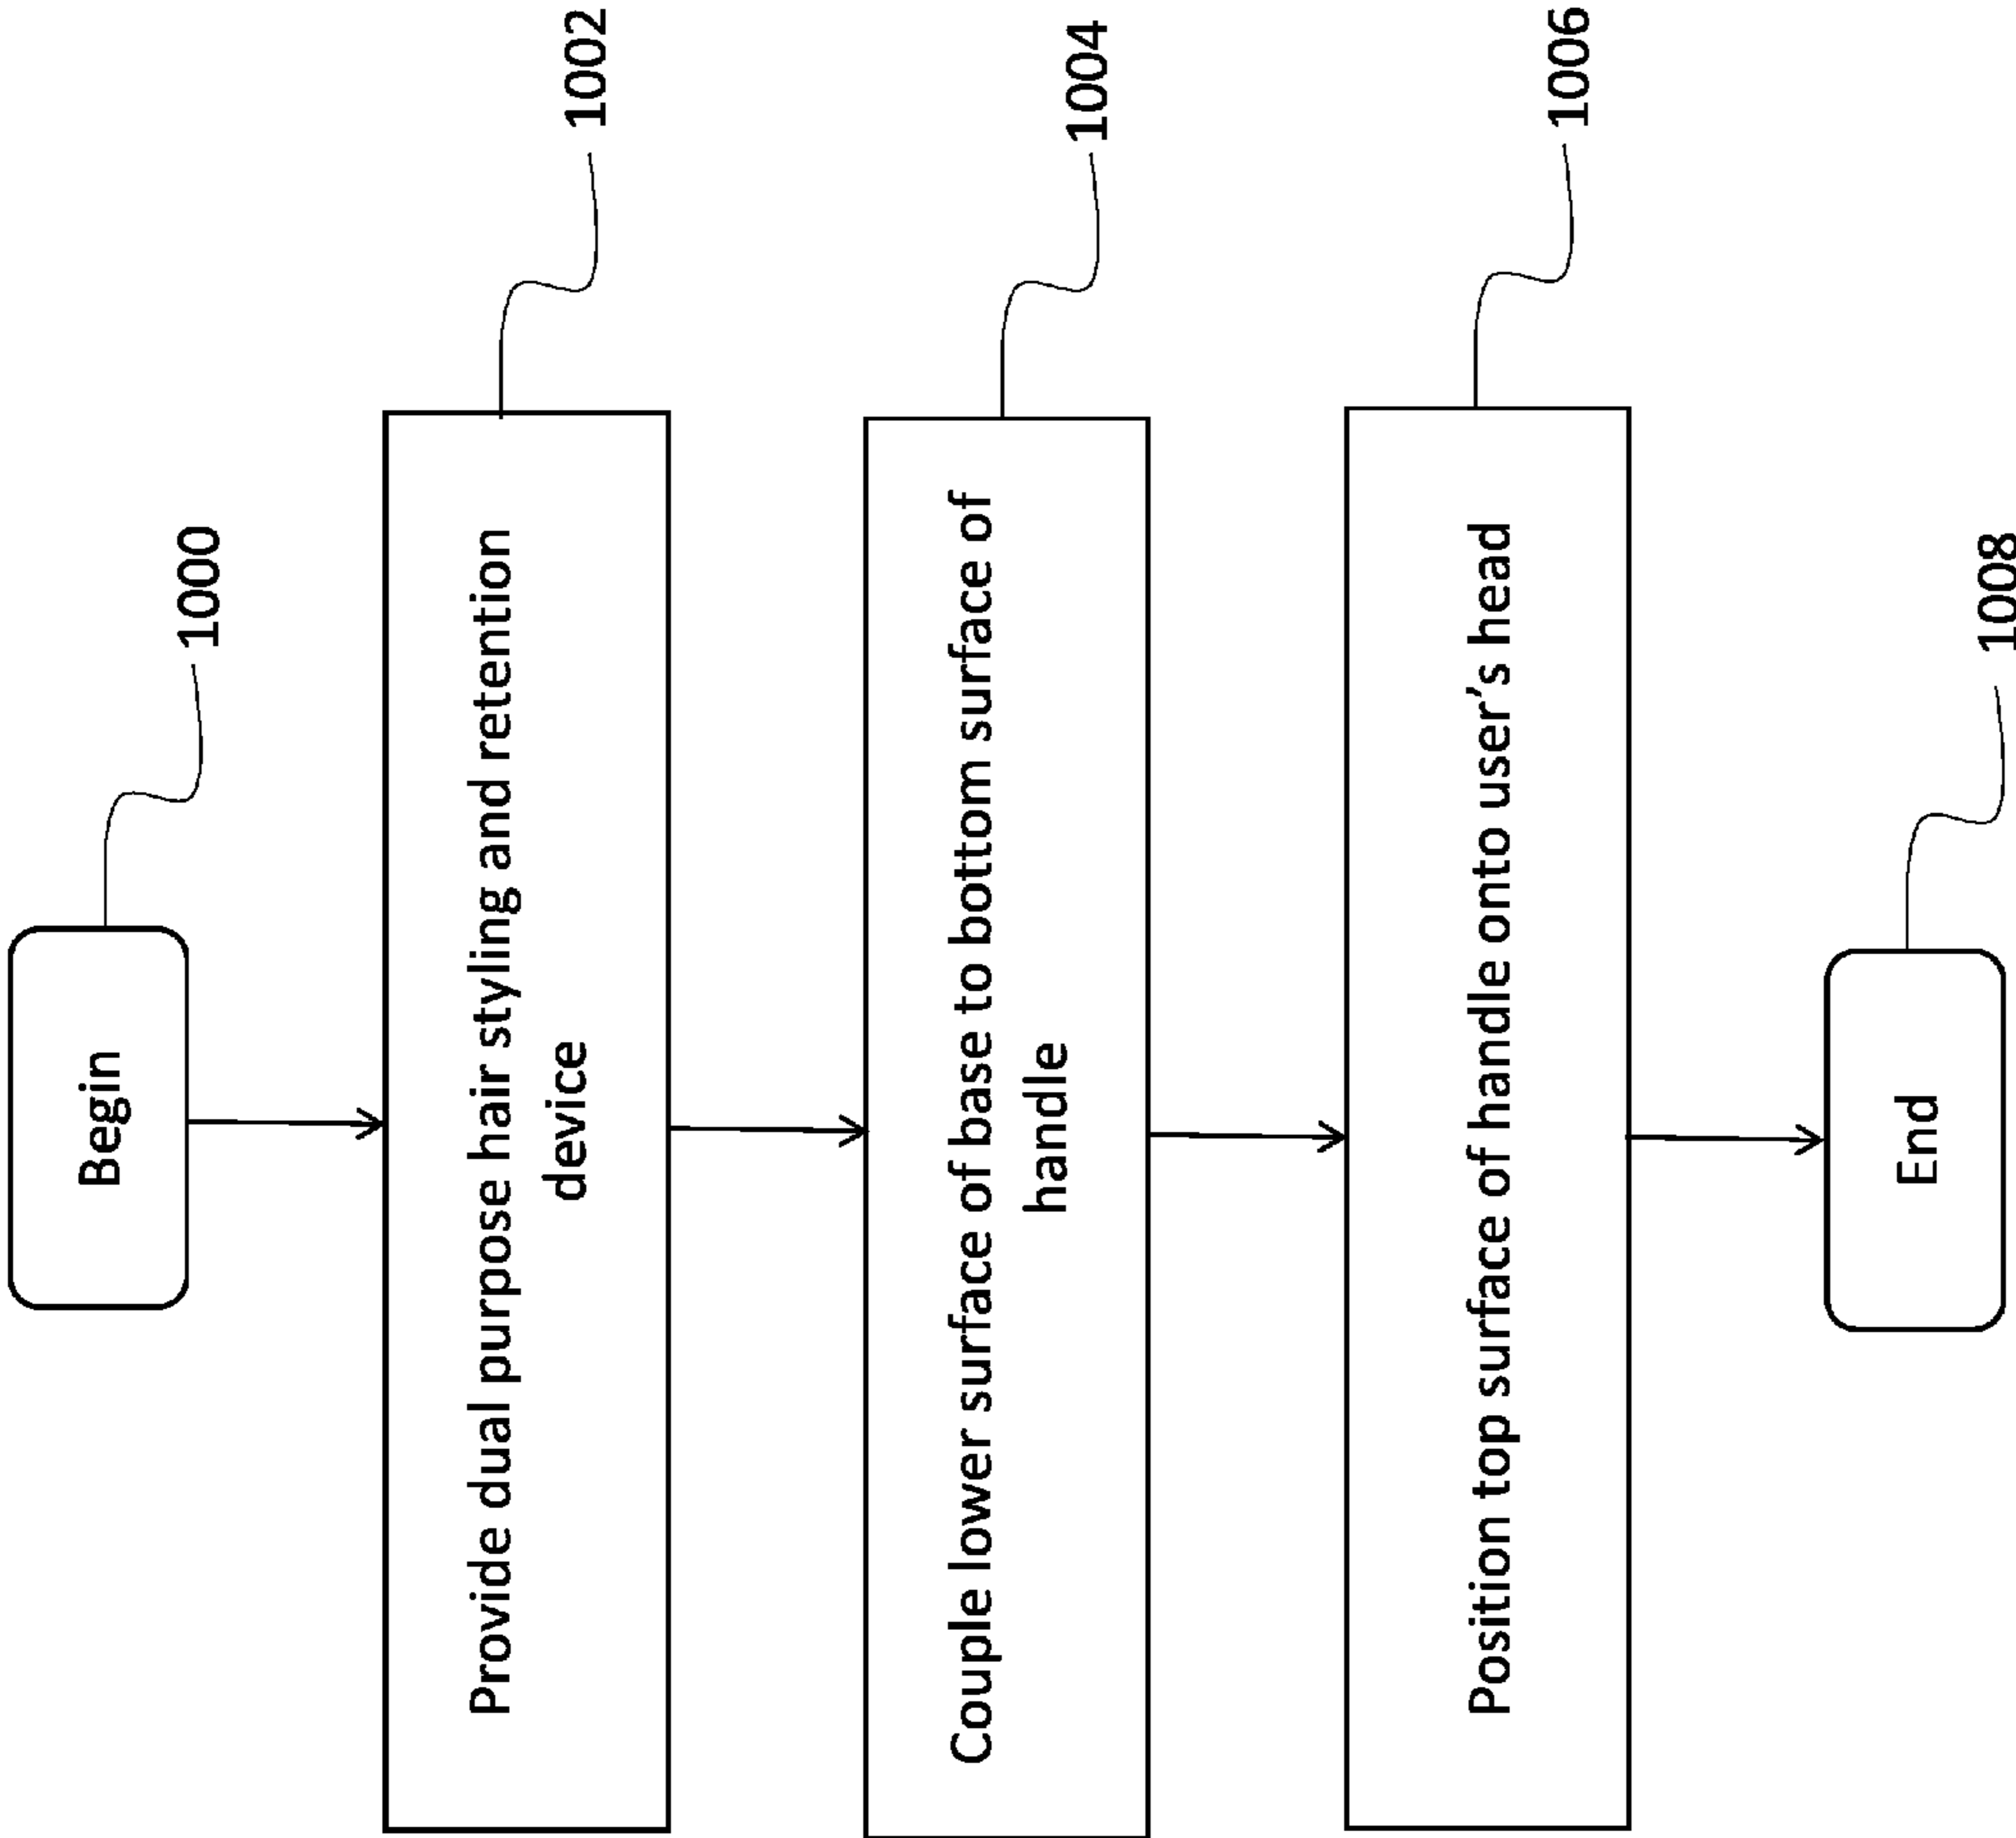 Begin
1000
Provide dual purpose hair styling and retention
device
1002
Couple lower surface of base to bottom surface of
handle
1004
Position top surface of handle onto user's head
1006
End
1008